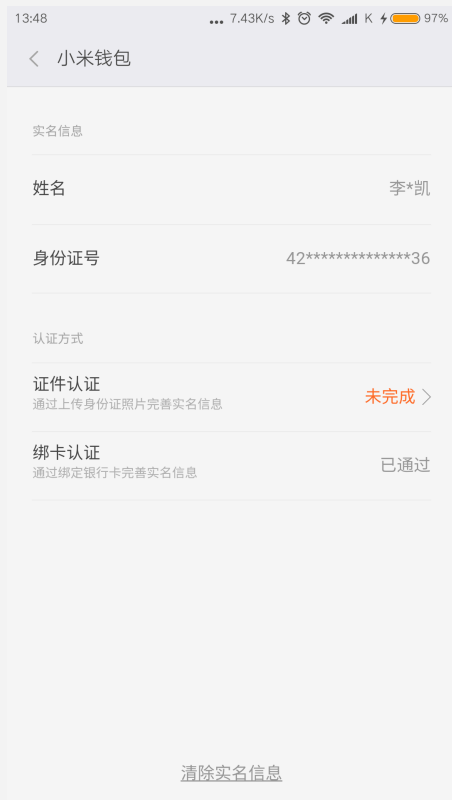 13:48 ... 7.43K/s K 97%
小米钱包
实名信息
姓名 李*凯
身份证号 42**************36
认证方式
证件认证
通过上传身份证照片完善实名信息
未完成
绑卡认证
通过绑定银行卡完善实名信息
已通过
清除实名信息